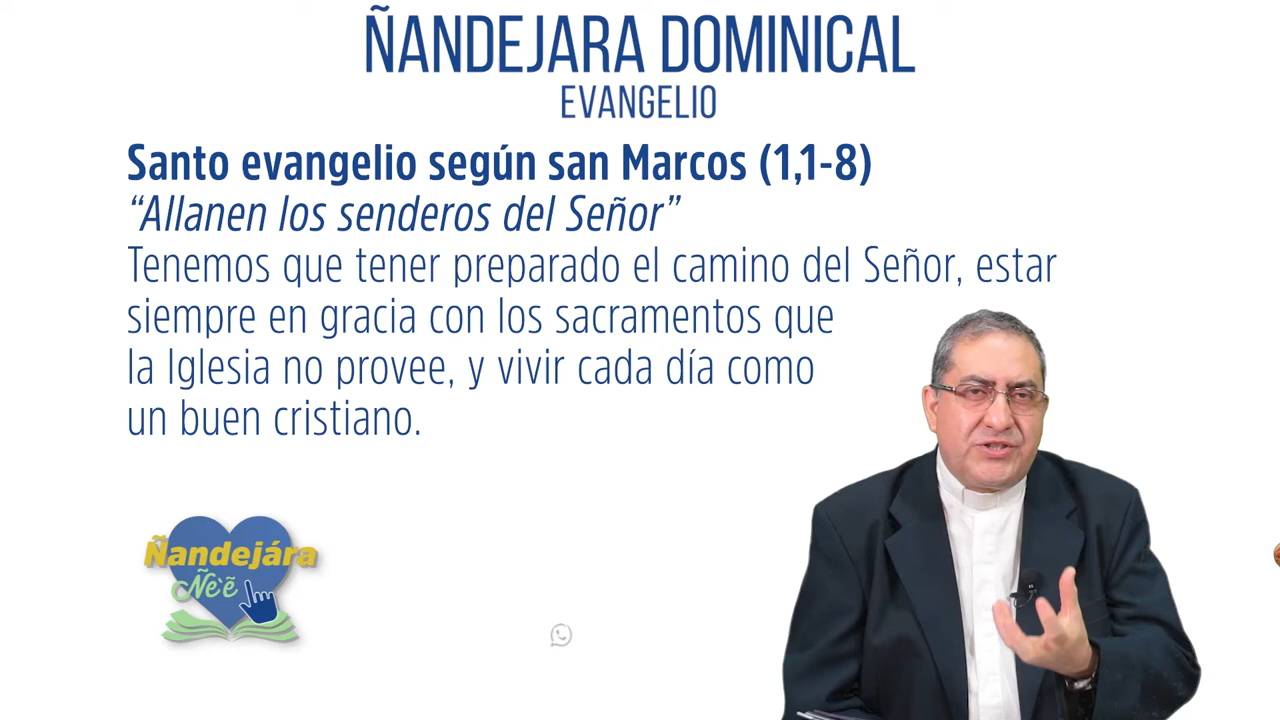 ÑANDEJARA DOMINICAL
EVANGELIO
Santo evangelio según san Marcos (1,1-8)
“Allanen los senderos del Señor”
Tenemos que tener preparado el camino del Señor, estar
siempre en gracia con los sacramentos que
la Iglesia no provee, y vivir cada día como
un buen cristiano.
Ñandejára
Ñe'ẽ